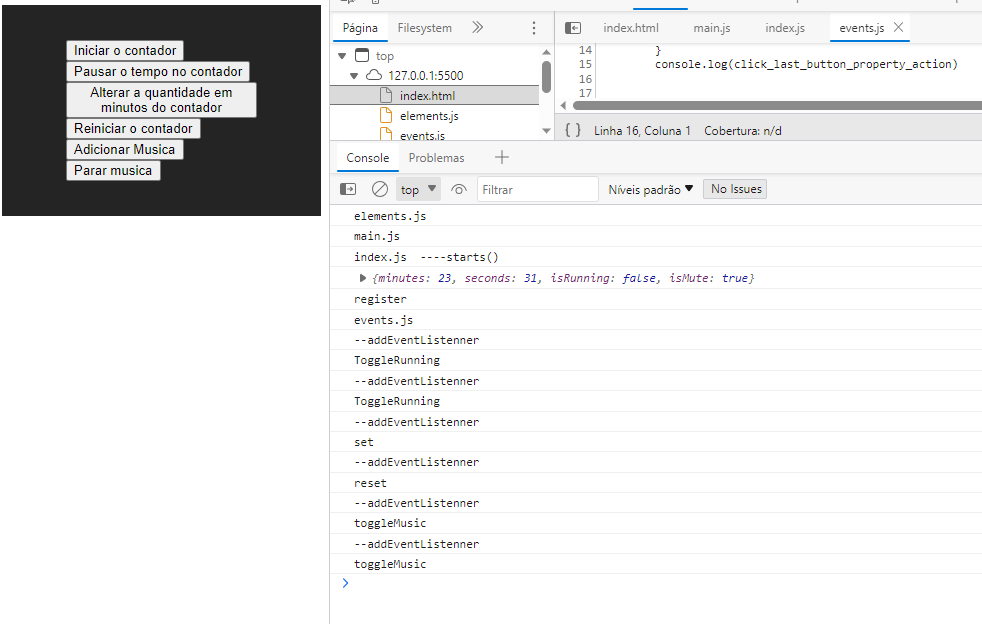 Iniciar o contador
Pausar o tempo no contador
Alterar a quantidade em
minutos do contador
Reiniciar o contador
Adicionar Musica
Parar musica
Página Filesystem
top
127.0.0.1:5500
index.html
elements.js
events.js
index.html main.js index.js events.js
14 }
15 console.log(click_last_button_property_action)
16
17
{ } Linha 16, Coluna 1 Cobertura: n/d
Console Problemas
top Filtrar Níveis padrão No Issues
elements.js
main.js
index.js ----starts()
{minutes: 23, seconds: 31, isRunning: false, isMute: true}
register
events.js
--addEventListenner
ToggleRunning
--addEventListenner
ToggleRunning
--addEventListenner
set
--addEventListenner
reset
--addEventListenner
toggleMusic
--addEventListenner
toggleMusic